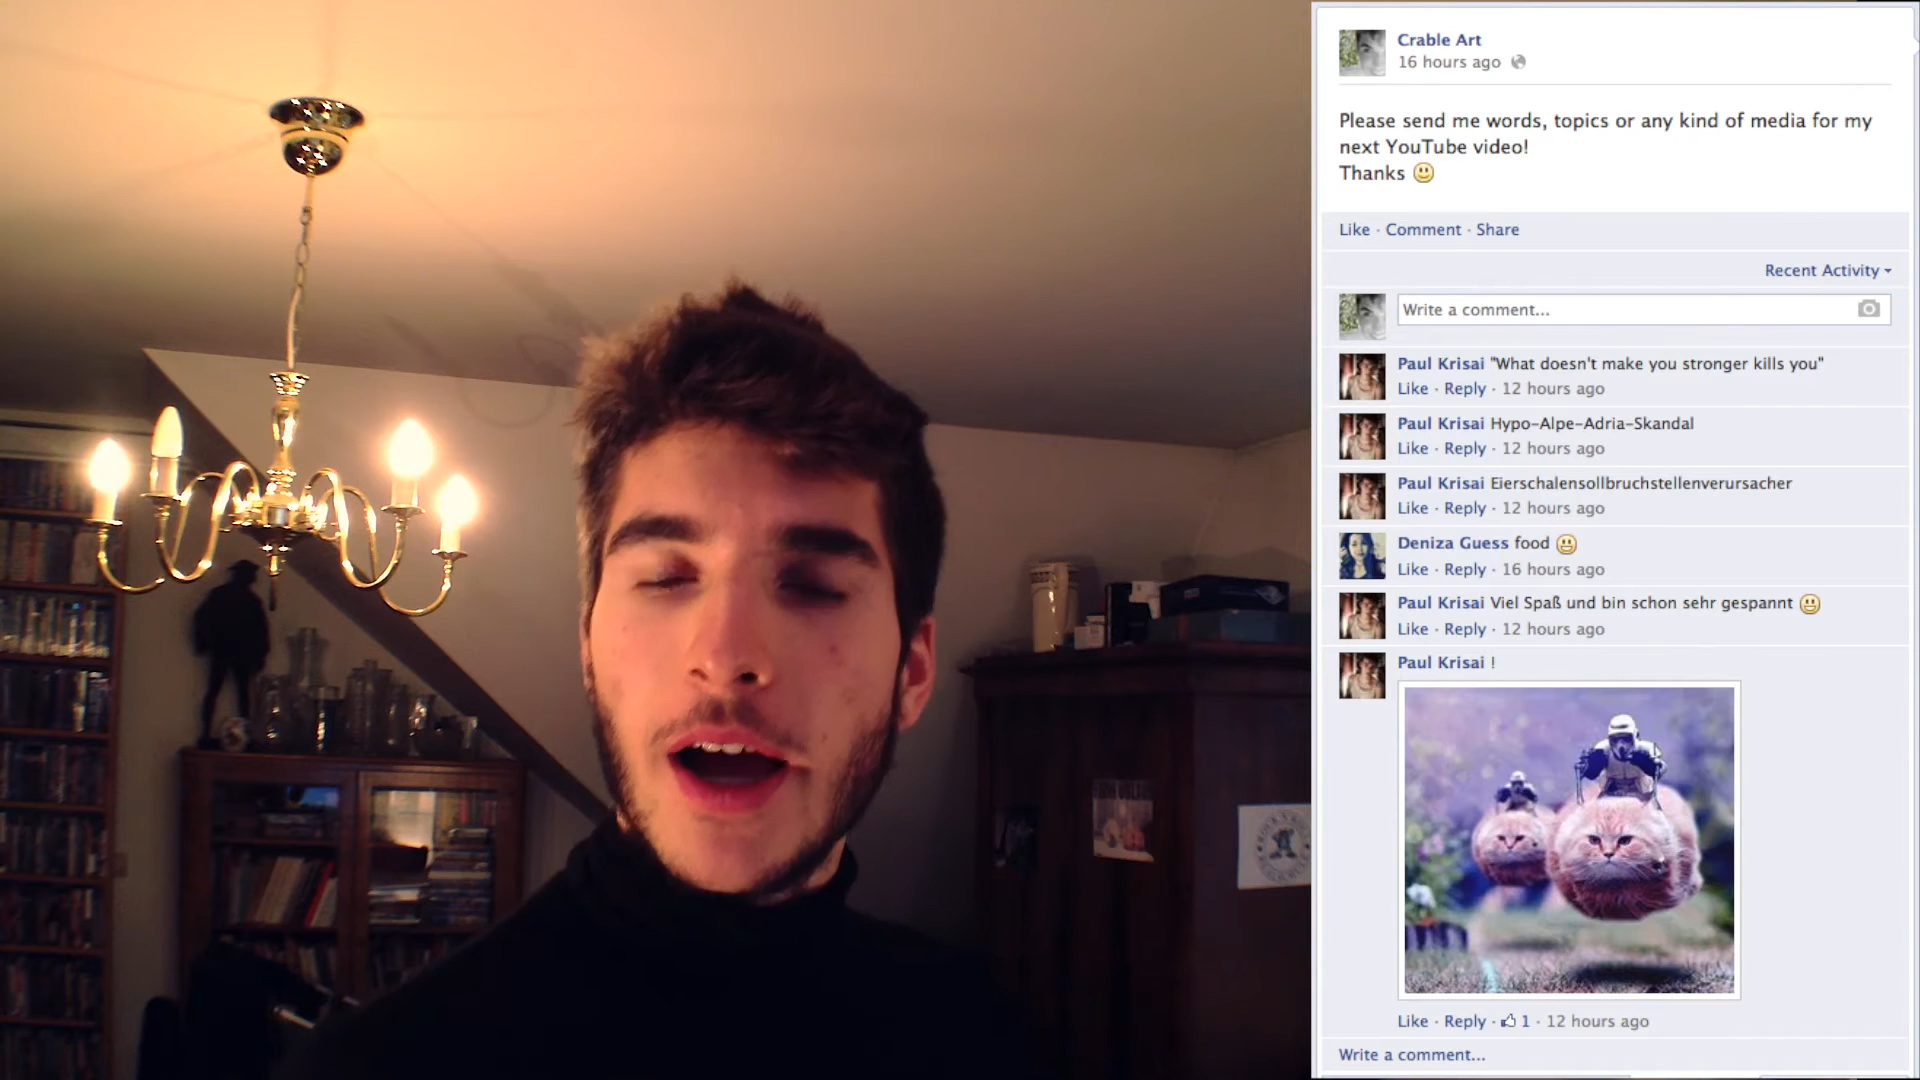 Crable Art
16 hours ago
Please send me words, topics or any kind of media for my
next YouTube video!
Thanks
Like · Comment · Share
Recent Activity
Write a comment...
Paul Krisai "What doesn't make you stronger kills you"
Like · Reply · 12 hours ago
Paul Krisai Hypo-Alpe-Adria-Skandal
Like · Reply · 12 hours ago
Paul Krisai Eierschalensollbruchstellenverursacher
Like · Reply · 12 hours ago
Deniza Guess food
Like · Reply · 16 hours ago
Paul Krisai Viel Spaß und bin schon sehr gespannt
Like · Reply · 12 hours ago
Paul Krisai !
Like · Reply · 1 · 12 hours ago
Write a comment...